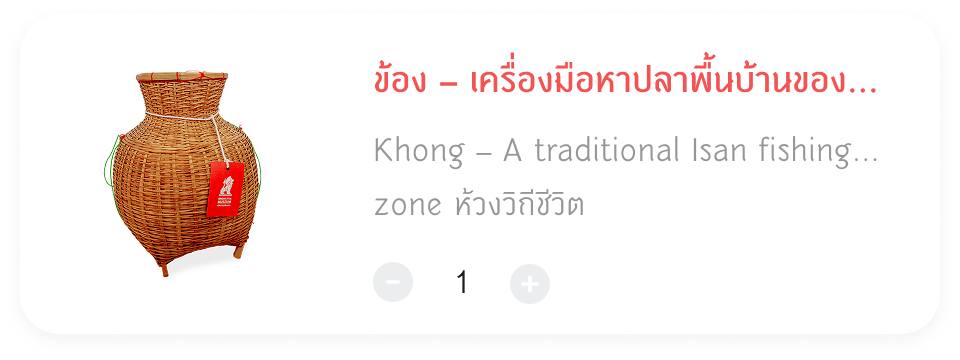 ข้อง – เครื่องมือหาปลาพื้นบ้านของ...
Khong – A traditional Isan fishing...
zone ห้วงวิถีชีวิต
1